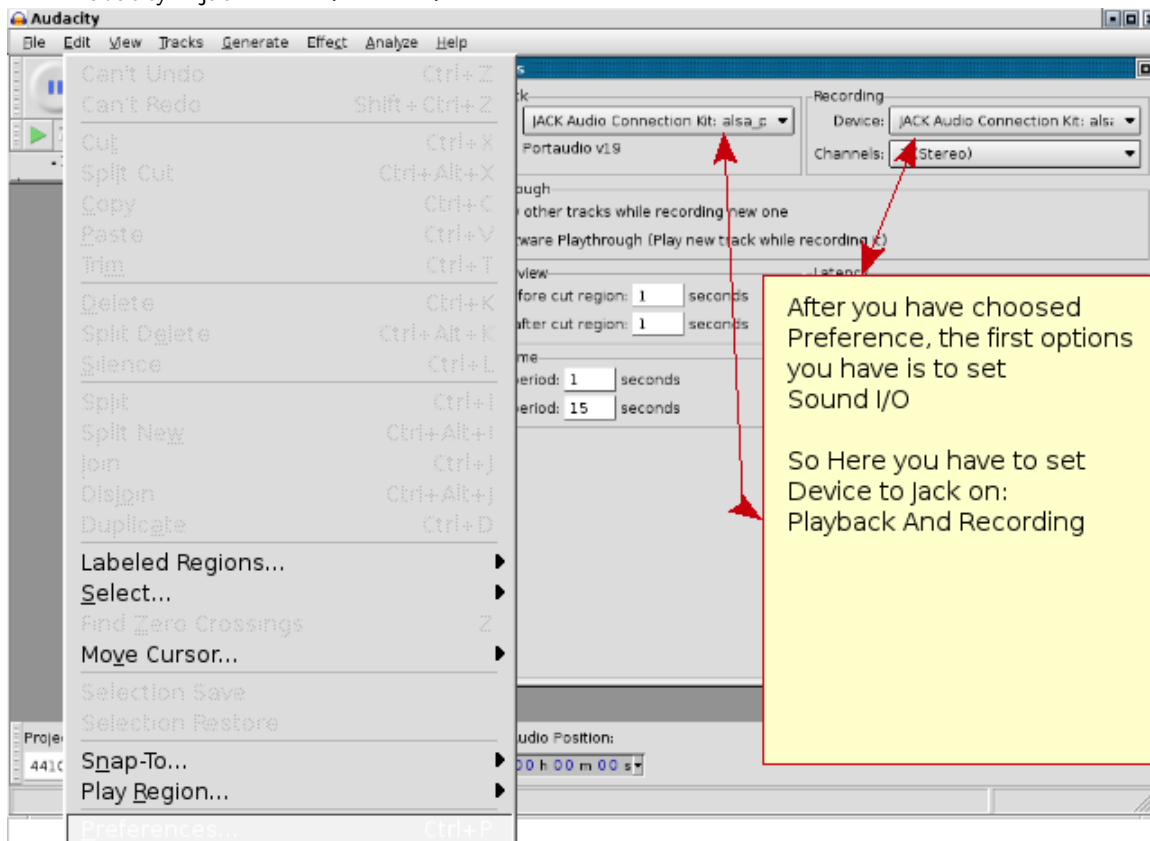 Audacity
File Edit View Tracks Generate Effect Analyze Help
Can't Undo Ctrl+Z
Can't Redo Shift+Ctrl+Z
Cut Ctrl+X
Split Cut Ctrl+Alt+X
Copy Ctrl+C
Paste Ctrl+V
Trim Ctrl+T
Delete Ctrl+K
Split Delete Ctrl+Alt+K
Silence Ctrl+L
Split Ctrl+I
Split New Ctrl+Alt+I
Join Ctrl+J
Disjoin Ctrl+Alt+J
Duplicate Ctrl+D
Labeled Regions...
Select...
Find Zero Crossings Z
Move Cursor...
Selection Save
Selection Restore
Snap-To...
Play Region...
Preferences... Ctrl+P
JACK Audio Connection Kit: alsa_p
Portaudio v19
Recording
Device: JACK Audio Connection Kit: alsa
Channels: (Stereo)
other tracks while recording new one
Playthrough (Play new track while recording it)
cut region: 1 seconds
after cut region: 1 seconds
period: 1 seconds
period: 15 seconds
Latency
After you have choosed
Preference, the first options
you have is to set
Sound I/O
So Here you have to set
Device to Jack on:
Playback And Recording
Audio Position:
00 h 00 m 00 s